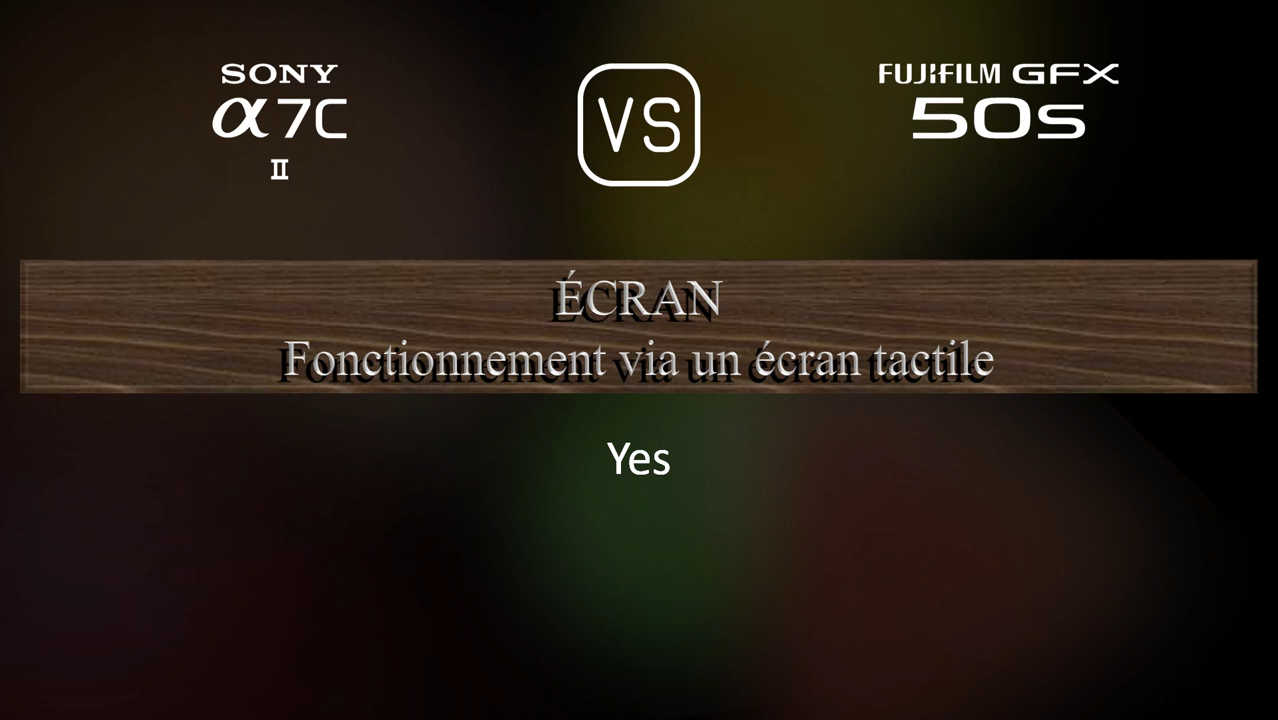 SONY
α7C
II
VS
FUJIFILM GFX
50s
ÉCRAN
Fonctionnement via un écran tactile
Yes